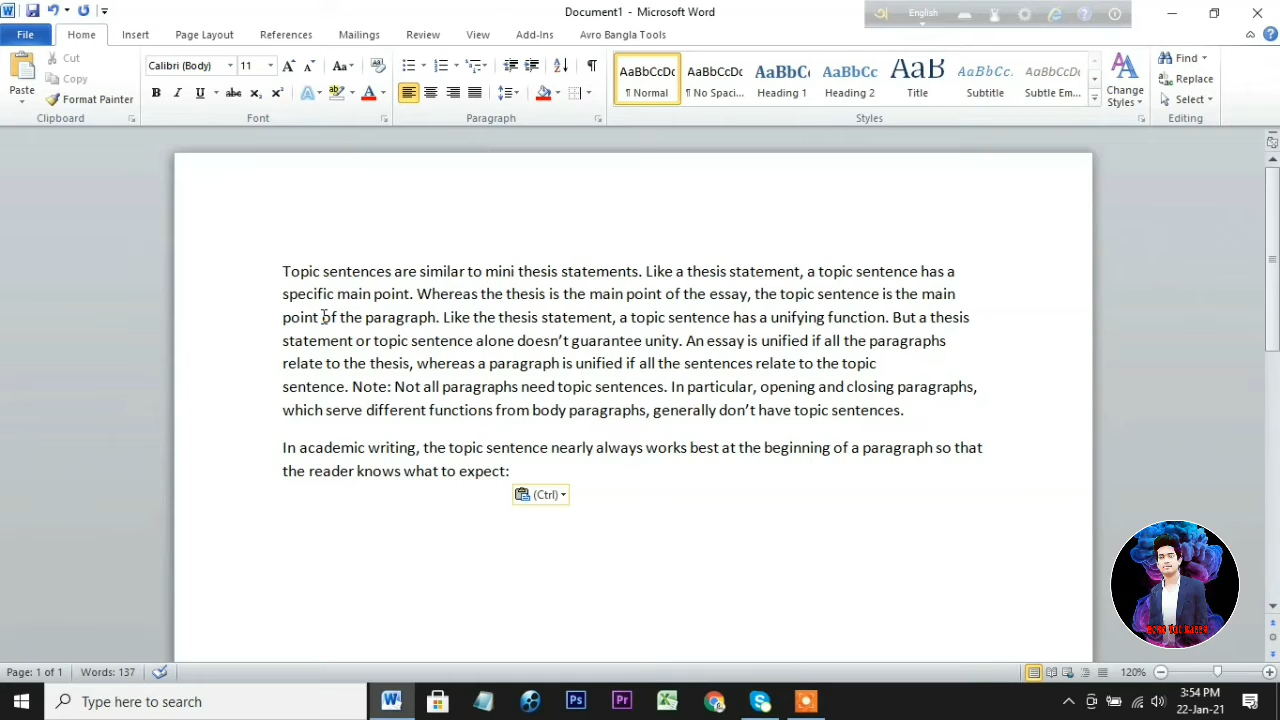 Document1 - Microsoft Word
English
File Home Insert Page Layout References Mailings Review View Add-Ins Avro Bangla Tools
Paste
Cut
Copy
Format Painter
Clipboard
Calibri (Body) 11
Font
Paragraph
AaBbCcDc AaBbCcDc AaBbC AaBbCc AaB AaBbCc. AaBbCcDc
¶ Normal ¶ No Spaci... Heading 1 Heading 2 Title Subtitle Subtle Em...
Change Styles
Styles
Find
Replace
Select
Editing
Topic sentences are similar to mini thesis statements. Like a thesis statement, a topic sentence has a
specific main point. Whereas the thesis is the main point of the essay, the topic sentence is the main
point of the paragraph. Like the thesis statement, a topic sentence has a unifying function. But a thesis
statement or topic sentence alone doesn’t guarantee unity. An essay is unified if all the paragraphs
relate to the thesis, whereas a paragraph is unified if all the sentences relate to the topic
sentence. Note: Not all paragraphs need topic sentences. In particular, opening and closing paragraphs,
which serve different functions from body paragraphs, generally don’t have topic sentences.
In academic writing, the topic sentence nearly always works best at the beginning of a paragraph so that
the reader knows what to expect:
(Ctrl)
Page: 1 of 1 Words: 137
120%
Type here to search
3:54 PM
22-Jan-21